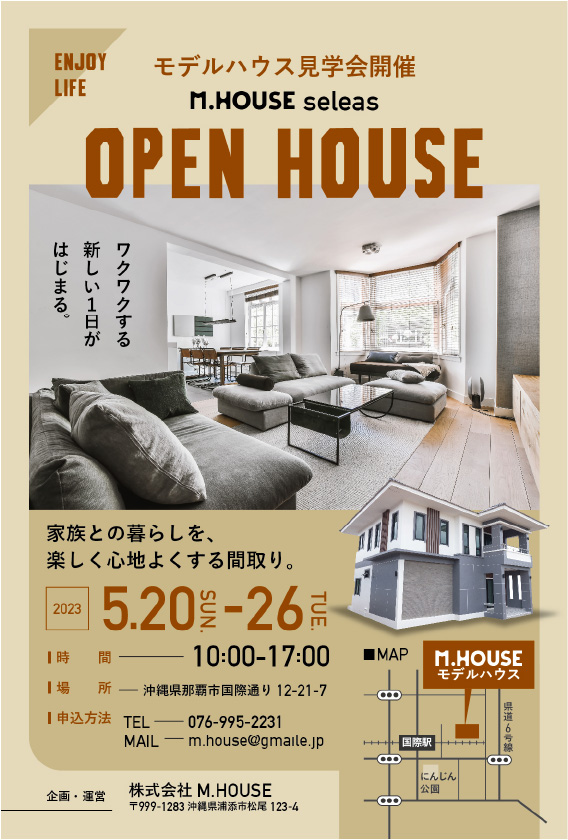 ENJOY
LIFE
モデルハウス見学会開催
M.HOUSE seleas
OPEN HOUSE
ワクワクする
新しい1日が
はじまる。
家族との暮らしを、
楽しく心地よくする間取り。
2023 5.20 SUN. -26 TUE.
時　間 10:00-17:00
場　所 沖縄県那覇市国際通り 12-21-7
申込方法 TEL 076-995-2231
MAIL m.house@gmaile.jp
企画・運営 株式会社 M.HOUSE
〒999-1283 沖縄県浦添市松尾 123-4
■MAP
M.HOUSE
モデルハウス
県道6号線
国際駅
にんじん
公園